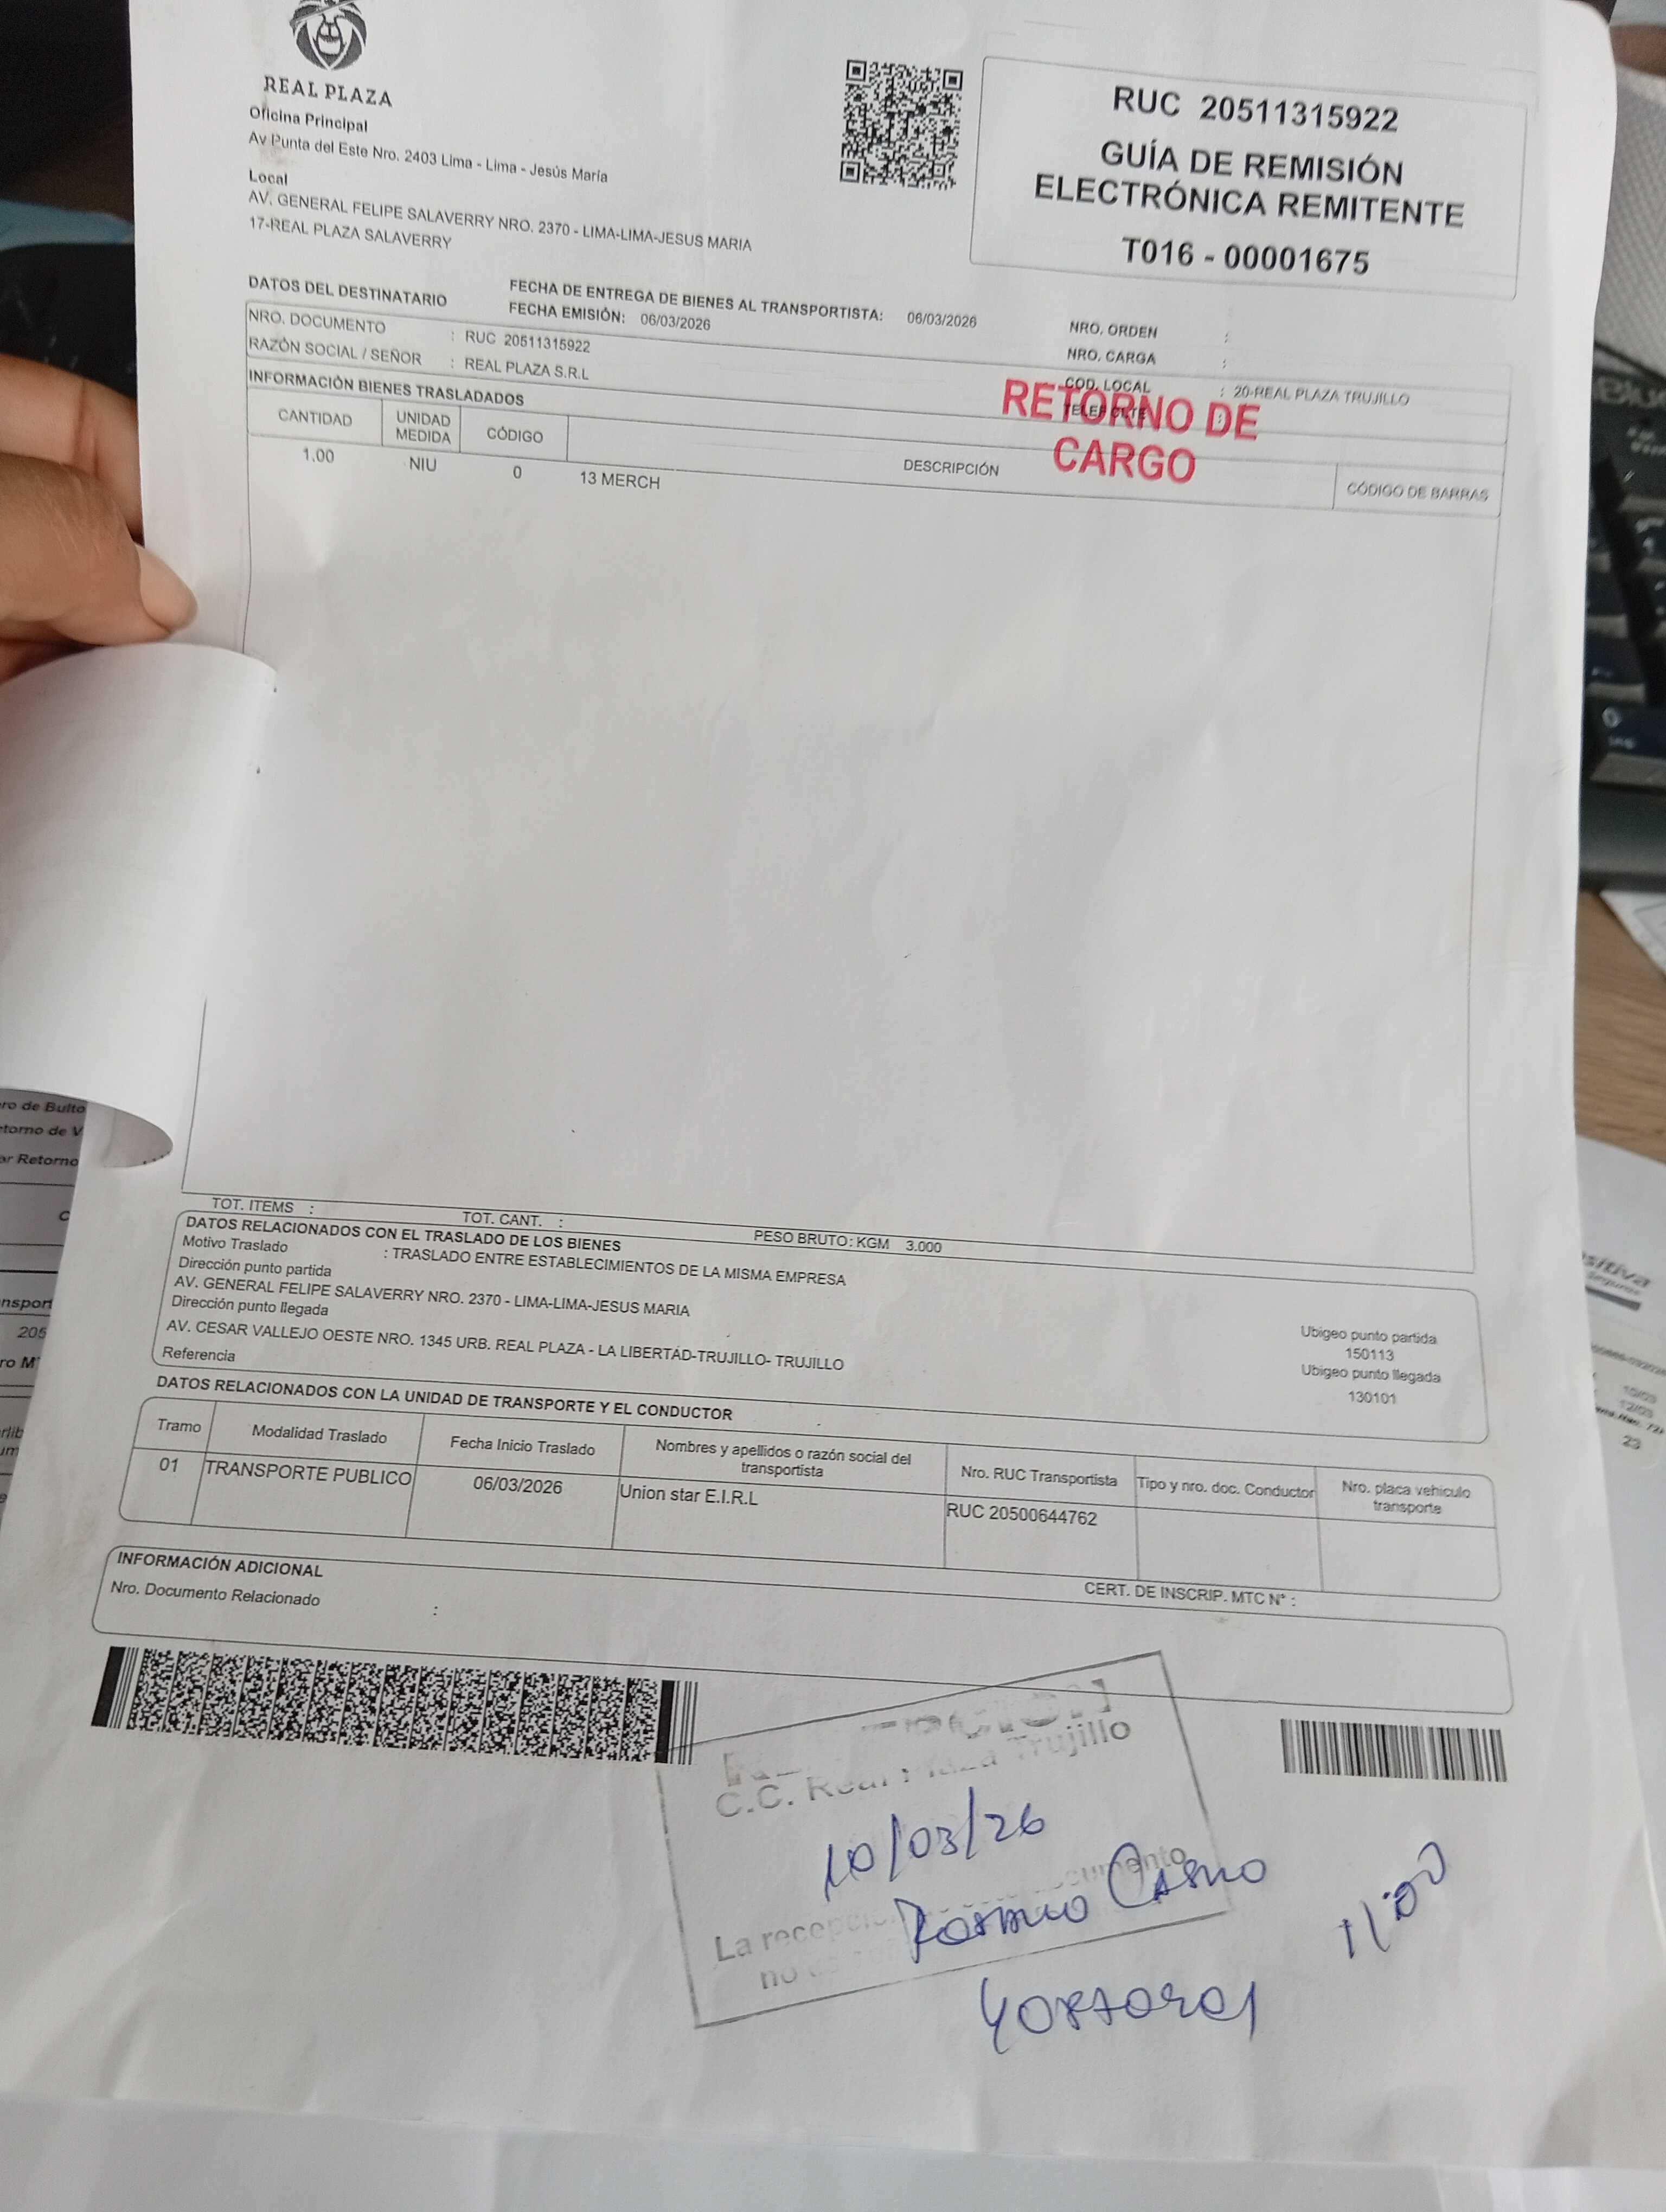 REAL PLAZA
Oficina Principal
Av Punta del Este Nro. 2403 Lima - Lima - Jesús María
Local
AV. GENERAL FELIPE SALAVERRY NRO. 2370 - LIMA-LIMA-JESUS MARIA
17-REAL PLAZA SALAVERRY
RUC 20511315922
GUÍA DE REMISIÓN
ELECTRÓNICA REMITENTE
T016 - 00001675
DATOS DEL DESTINATARIO
FECHA DE ENTREGA DE BIENES AL TRANSPORTISTA: 06/03/2026
FECHA EMISIÓN: 06/03/2026
NRO. DOCUMENTO : RUC 20511315922
RAZÓN SOCIAL / SEÑOR : REAL PLAZA S.R.L
NRO. ORDEN :
NRO. CARGA :
COD. LOCAL : 20-REAL PLAZA TRUJILLO
RETORNO DE
CARGO
INFORMACIÓN BIENES TRASLADADOS
CANTIDAD UNIDAD MEDIDA CÓDIGO DESCRIPCIÓN CÓDIGO DE BARRAS
1.00 NIU 0 13 MERCH
TOT. ITEMS : TOT. CANT. : PESO BRUTO: KGM 3.000
DATOS RELACIONADOS CON EL TRASLADO DE LOS BIENES
Motivo Traslado : TRASLADO ENTRE ESTABLECIMIENTOS DE LA MISMA EMPRESA
Dirección punto partida
AV. GENERAL FELIPE SALAVERRY NRO. 2370 - LIMA-LIMA-JESUS MARIA
Dirección punto llegada
AV. CESAR VALLEJO OESTE NRO. 1345 URB. REAL PLAZA - LA LIBERTAD-TRUJILLO- TRUJILLO
Referencia
Ubigeo punto partida
150113
Ubigeo punto llegada
130101
DATOS RELACIONADOS CON LA UNIDAD DE TRANSPORTE Y EL CONDUCTOR
Tramo Modalidad Traslado Fecha Inicio Traslado Nombres y apellidos o razón social del transportista Nro. RUC Transportista Tipo y nro. doc. Conductor Nro. placa vehiculo transporte
01 TRANSPORTE PUBLICO 06/03/2026 Union star E.I.R.L RUC 20500644762
INFORMACIÓN ADICIONAL
CERT. DE INSCRIP. MTC N° :
Nro. Documento Relacionado :
C.C. Real Plaza Trujillo
10/03/26
documento
La recepción
no
11:00